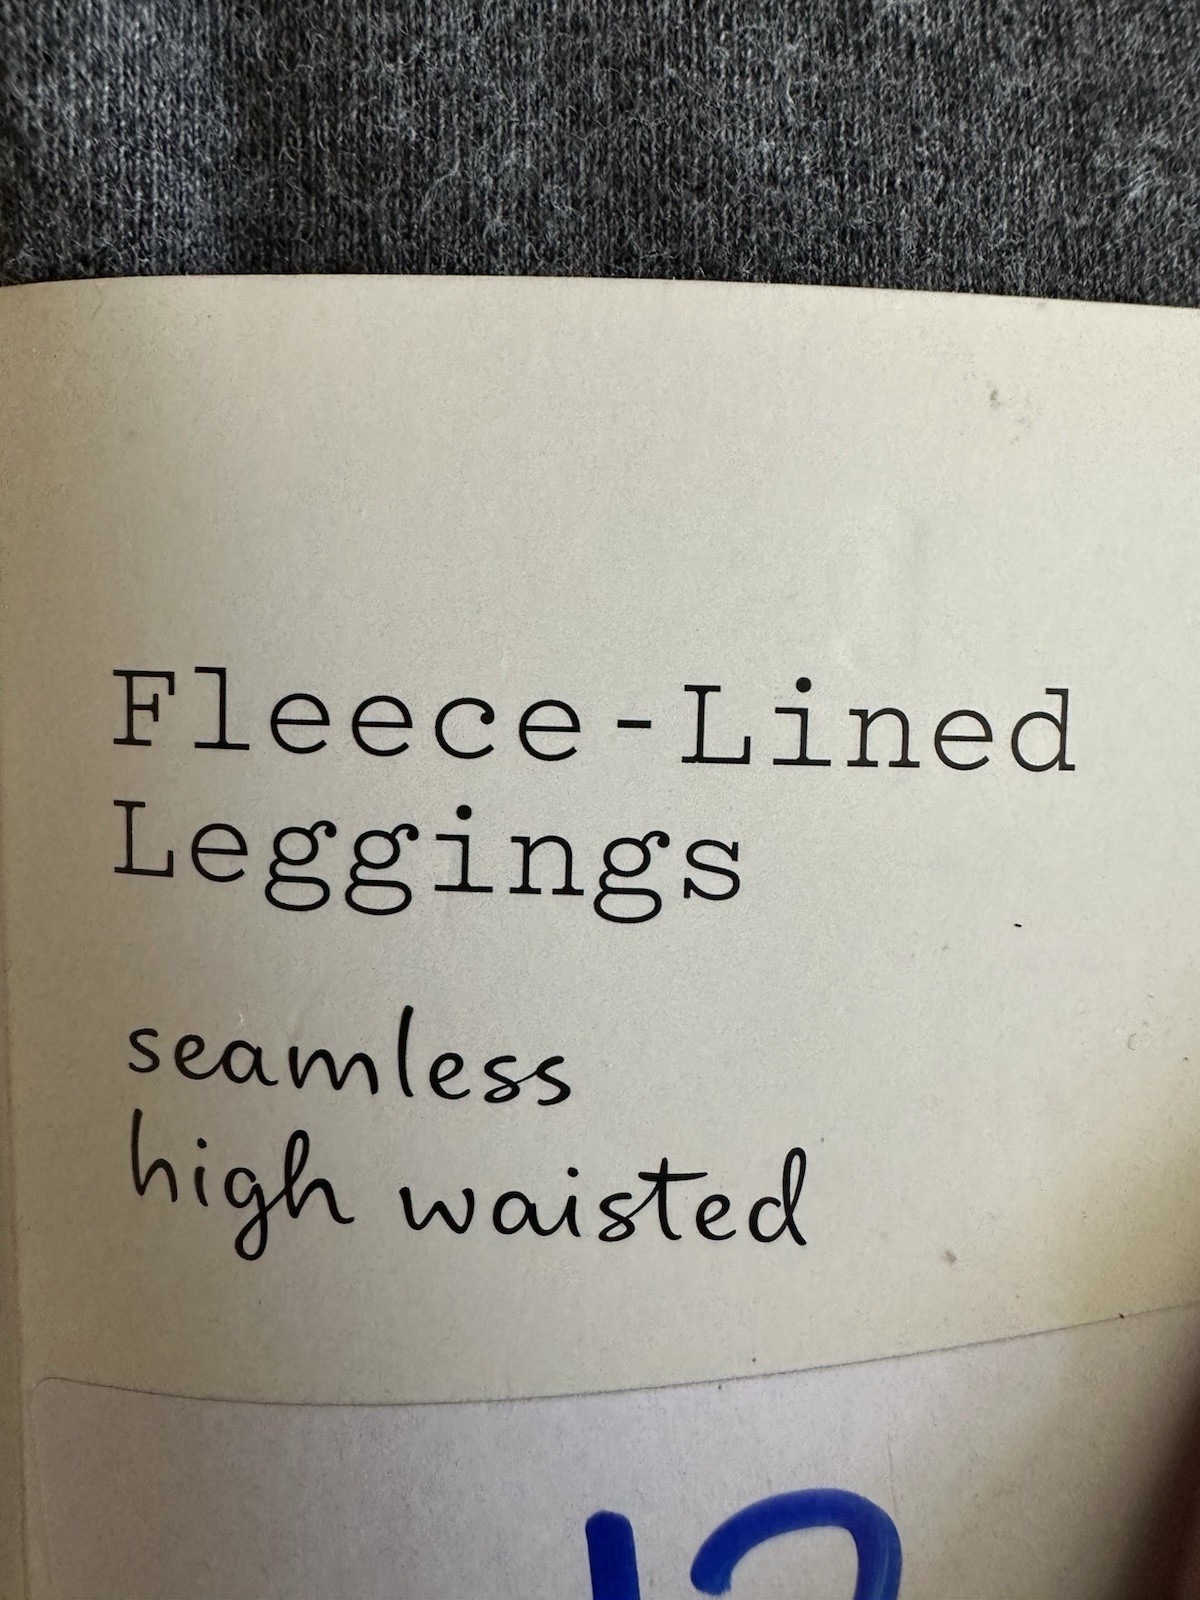 Fleece-Lined
Leggings
seamless
high waisted